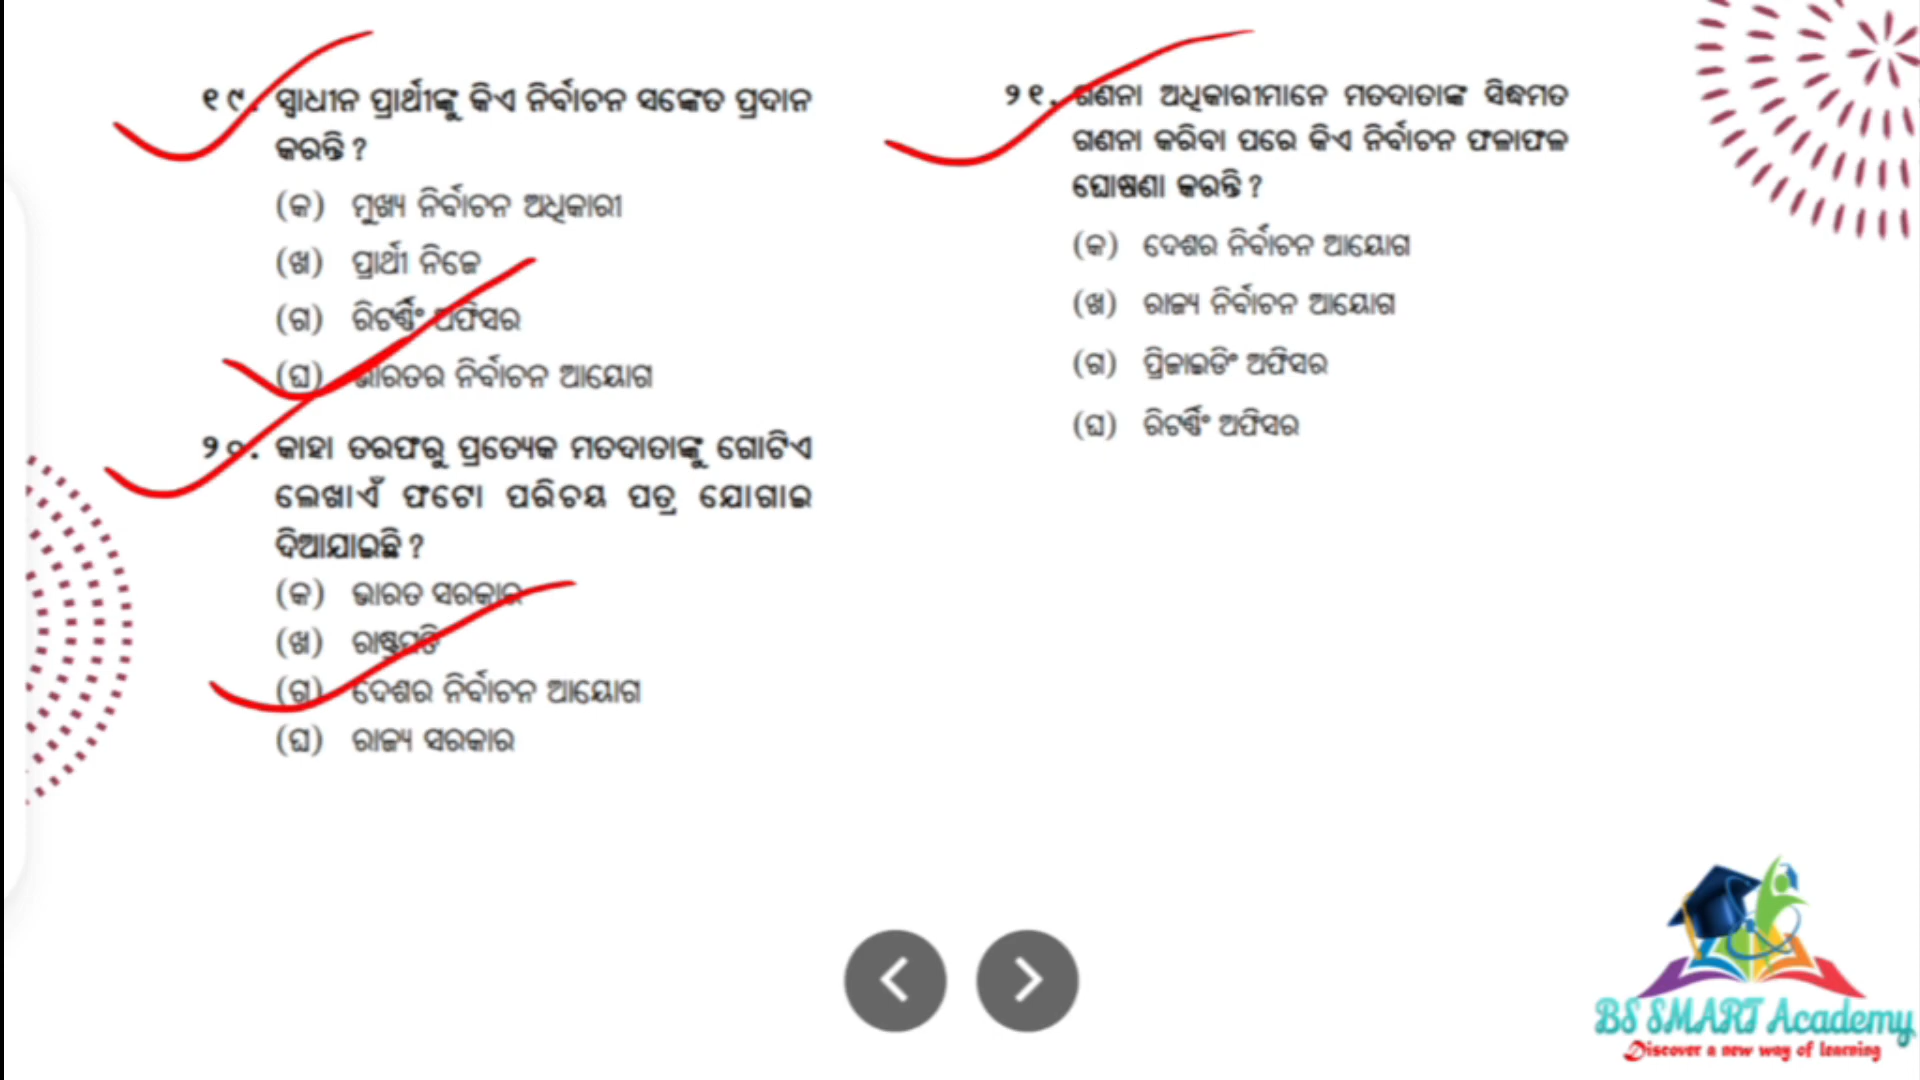 ୧୯. ସ୍ୱାଧୀନ ପ୍ରାର୍ଥୀଙ୍କୁ କିଏ ନିର୍ବାଚନ ସଙ୍କେତ ପ୍ରଦାନ
କରନ୍ତି ?
(କ) ମୁଖ୍ୟ ନିର୍ବାଚନ ଅଧିକାରୀ
(ଖ) ପ୍ରାର୍ଥୀ ନିଜେ
(ଗ) ରିଟର୍ଣ୍ଣିଂ ଅଫିସର
(ଘ) ଭାରତର ନିର୍ବାଚନ ଆୟୋଗ
୨୦. କାହା ତରଫରୁ ପ୍ରତ୍ୟେକ ମତଦାତାଙ୍କୁ ଗୋଟିଏ
ଲେଖାଏଁ ଫଟୋ ପରିଚୟ ପତ୍ର ଯୋଗାଇ
ଦିଆଯାଇଛି ?
(କ) ଭାରତ ସରକାର
(ଖ) ରାଷ୍ଟ୍ରପତି
(ଗ) ଦେଶର ନିର୍ବାଚନ ଆୟୋଗ
(ଘ) ରାଜ୍ୟ ସରକାର
୨୧. ଗଣନା ଅଧିକାରୀମାନେ ମତଦାତାଙ୍କ ସିଦ୍ଧମତ
ଗଣନା କରିବା ପରେ କିଏ ନିର୍ବାଚନ ଫଳାଫଳ
ଘୋଷଣା କରନ୍ତି ?
(କ) ଦେଶର ନିର୍ବାଚନ ଆୟୋଗ
(ଖ) ରାଜ୍ୟ ନିର୍ବାଚନ ଆୟୋଗ
(ଗ) ପ୍ରିଜାଇଡିଂ ଅଫିସର
(ଘ) ରିଟର୍ଣ୍ଣିଂ ଅଫିସର
BS SMART Academy
Discover a new way of learning